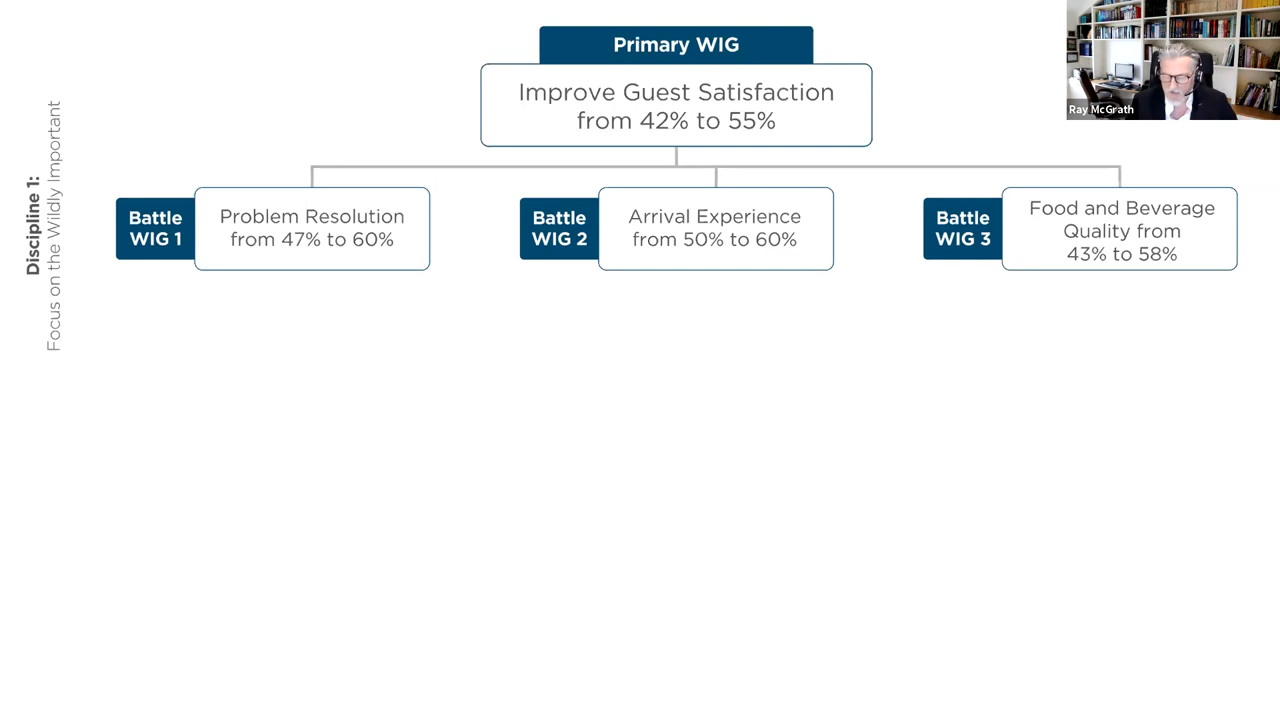 Primary WIG
Improve Guest Satisfaction
from 42% to 55%
Ray McGrath
Discipline 1:
Focus on the Wildly Important
Battle
WIG 1
Problem Resolution
from 47% to 60%
Battle
WIG 2
Arrival Experience
from 50% to 60%
Battle
WIG 3
Food and Beverage
Quality from
43% to 58%